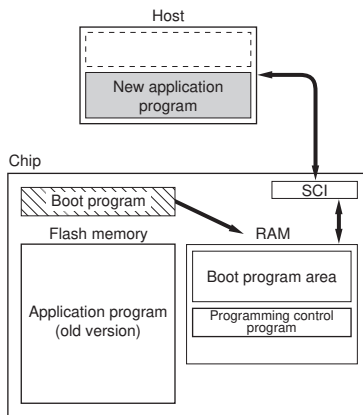 Host
New application
program
Chip
SCI
Boot program
Flash memory
RAM
Boot program area
Application program
(old version)
Programming control
program